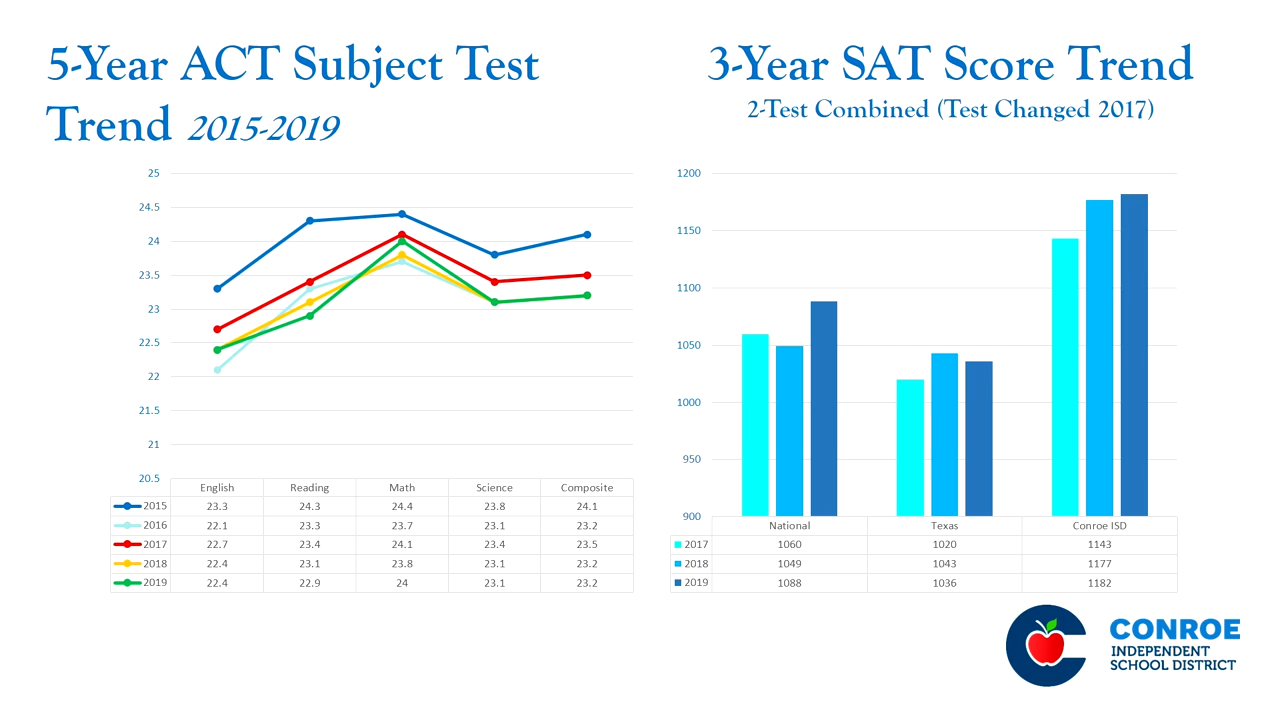 5-Year ACT Subject Test
Trend 2015-2019
25
24.5
24
23.5
23
22.5
22
21.5
21
20.5
English Reading Math Science Composite
2015 23.3 24.3 24.4 23.8 24.1
2016 22.1 23.3 23.7 23.1 23.2
2017 22.7 23.4 24.1 23.4 23.5
2018 22.4 23.1 23.8 23.1 23.2
2019 22.4 22.9 24 23.1 23.2
3-Year SAT Score Trend
2-Test Combined (Test Changed 2017)
1200
1150
1100
1050
1000
950
900
National Texas Conroe ISD
2017 1060 1020 1143
2018 1049 1043 1177
2019 1088 1036 1182
CONROE
INDEPENDENT
SCHOOL DISTRICT